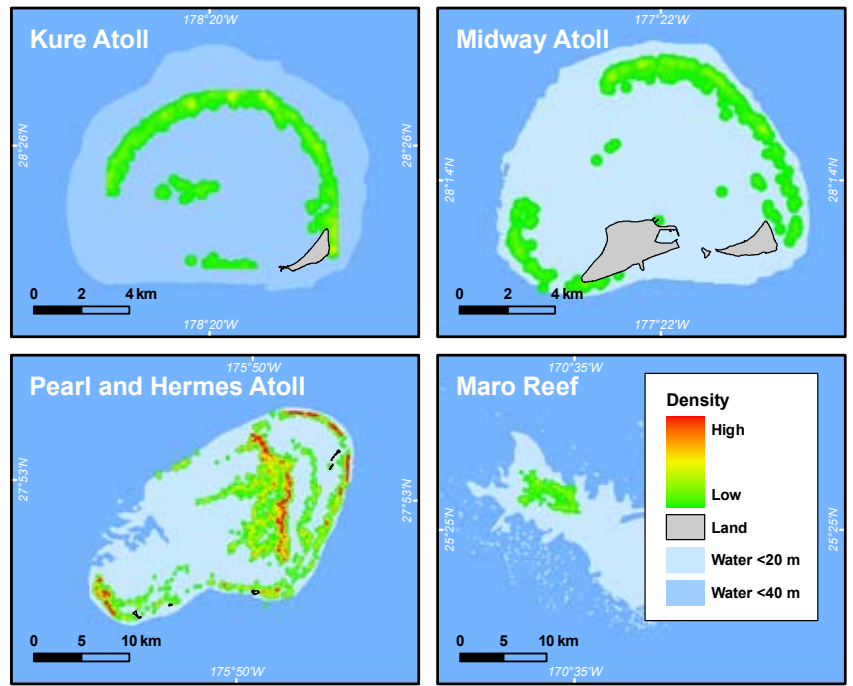 178°20'W
Kure Atoll
28°26'N
28°26'N
0 2 4 km
178°20'W
177°22'W
Midway Atoll
28°14'N
28°14'N
0 2 4 km
177°22'W
175°50'W
Pearl and Hermes Atoll
27°53'N
27°53'N
0 5 10 km
175°50'W
170°35'W
Maro Reef
Density
High
Low
Land
Water <20 m
Water <40 m
25°25'N
25°25'N
0 5 10 km
170°35'W